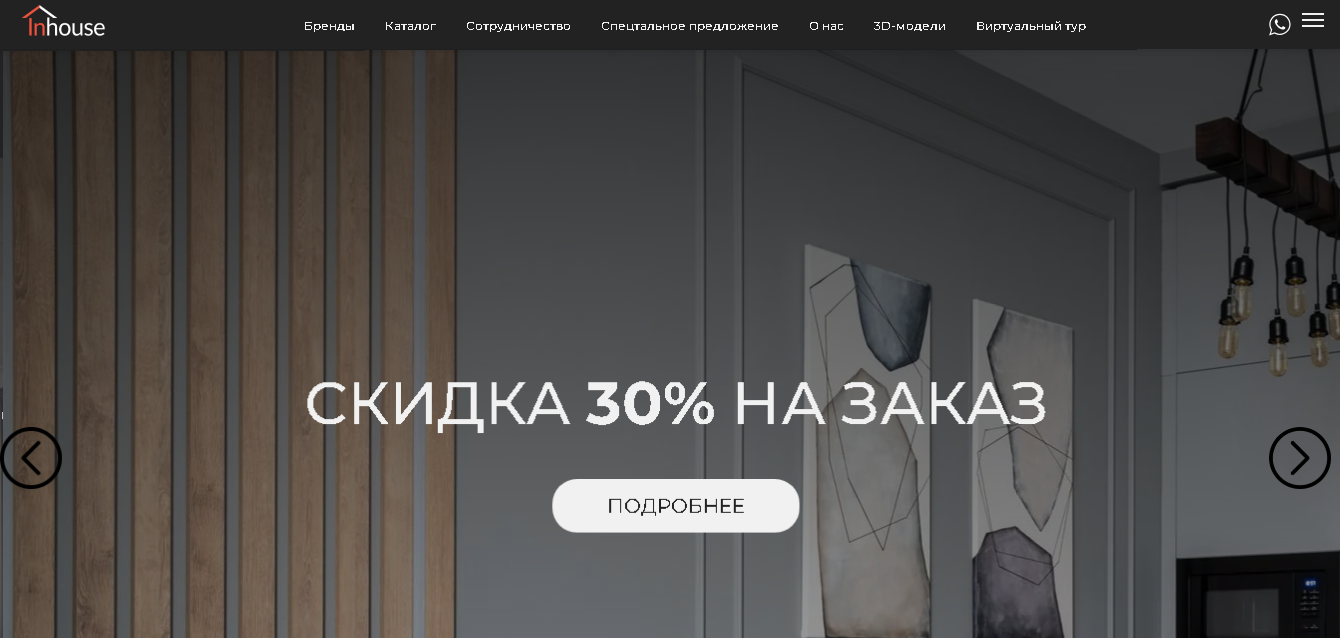 Inhouse
Бренды Каталог Сотрудничество Спецтальное предложение О нас 3D-модели Виртуальный тур
СКИДКА 30% НА ЗАКАЗ
ПОДРОБНЕЕ